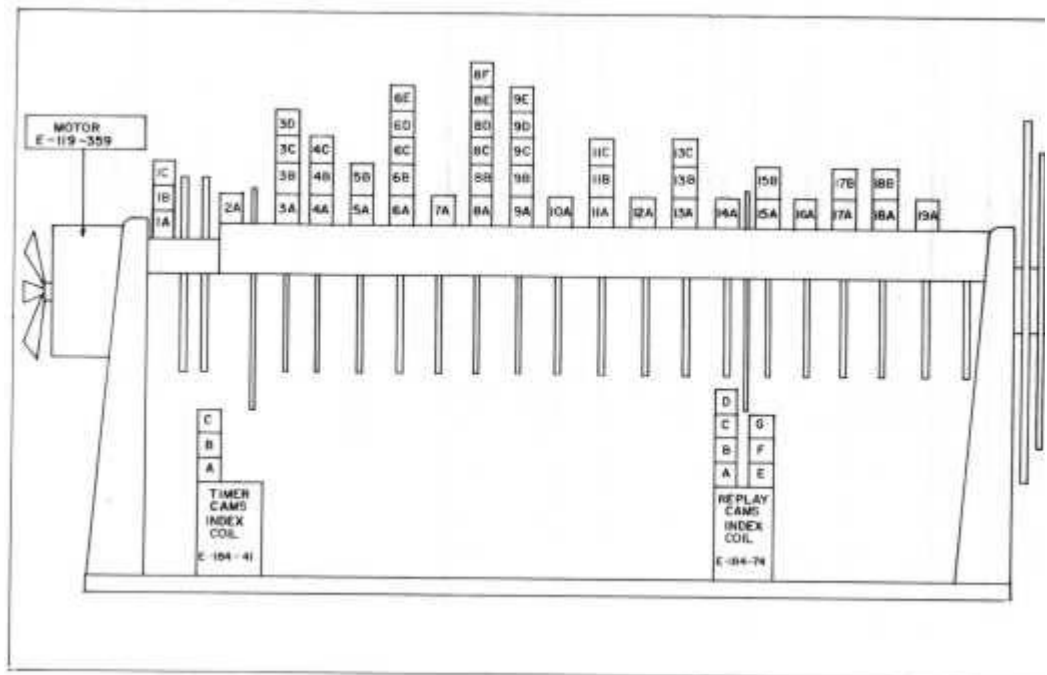 MOTOR
E-119-359
1C
1B
1A
2A
3D
3C
3B
3A
4C
4B
4A
5B
5A
6E
6D
6C
6B
6A
7A
8F
8E
8D
8C
8B
8A
9E
9D
9C
9B
9A
10A
11C
11B
11A
12A
13C
13B
13A
14A
15B
15A
16A
17B
17A
18B
18A
19A
C
B
A
TIMER
CAMS
INDEX
COIL
E-184-41
D
C
B
A
G
F
E
REPLAY
CAMS
INDEX
COIL
E-184-74